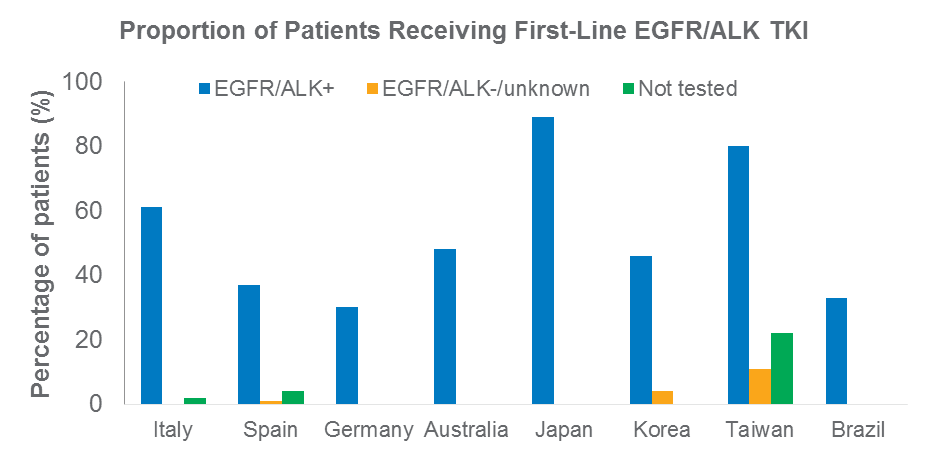 Proportion of Patients Receiving First-Line EGFR/ALK TKI
100
EGFR/ALK+ EGFR/ALK-/unknown Not tested
80
60
40
20
0
Percentage of patients (%)
Italy Spain Germany Australia Japan Korea Taiwan Brazil